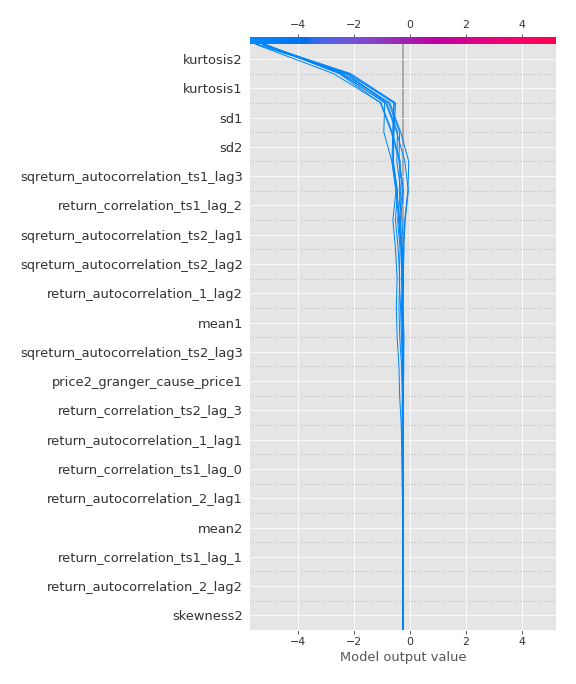 −4 −2 0 2 4
kurtosis2
kurtosis1
sd1
sd2
sqreturn_autocorrelation_ts1_lag3
return_correlation_ts1_lag_2
sqreturn_autocorrelation_ts2_lag1
sqreturn_autocorrelation_ts2_lag2
return_autocorrelation_1_lag2
mean1
sqreturn_autocorrelation_ts2_lag3
price2_granger_cause_price1
return_correlation_ts2_lag_3
return_autocorrelation_1_lag1
return_correlation_ts1_lag_0
return_autocorrelation_2_lag1
mean2
return_correlation_ts1_lag_1
return_autocorrelation_2_lag2
skewness2
−4 −2 0 2 4
Model output value